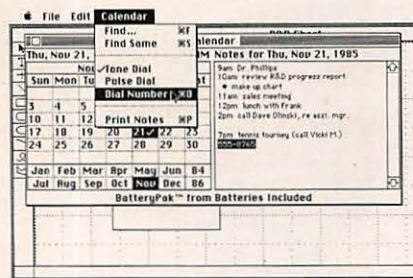 File Edit Calendar
Find... ⌘F
Find Some ⌘S
✓Tone Dial
Pulse Dial
Dial Number ⌘D
Print Notes ⌘P
Thu, Nov 21,
M Notes for Thu, Nov 21, 1985
Sun Mon Tu
3 4 5
10 11 12
17 18 19 20 21✓ 22 23
24 25 26 27 28 29 30
Jan Feb Mar Apr May Jun 84
Jul Aug Sep Oct Nov Dec 86
9am Dr. Phillips
10am review R&D progress report
• make up chart
11am sales meeting
12pm lunch with Frank
2pm call Dave Olinski, re asst. mgr.
7pm tennis tourney (call Vicki M.)
555-8765
BatteryPak™ from Batteries Included